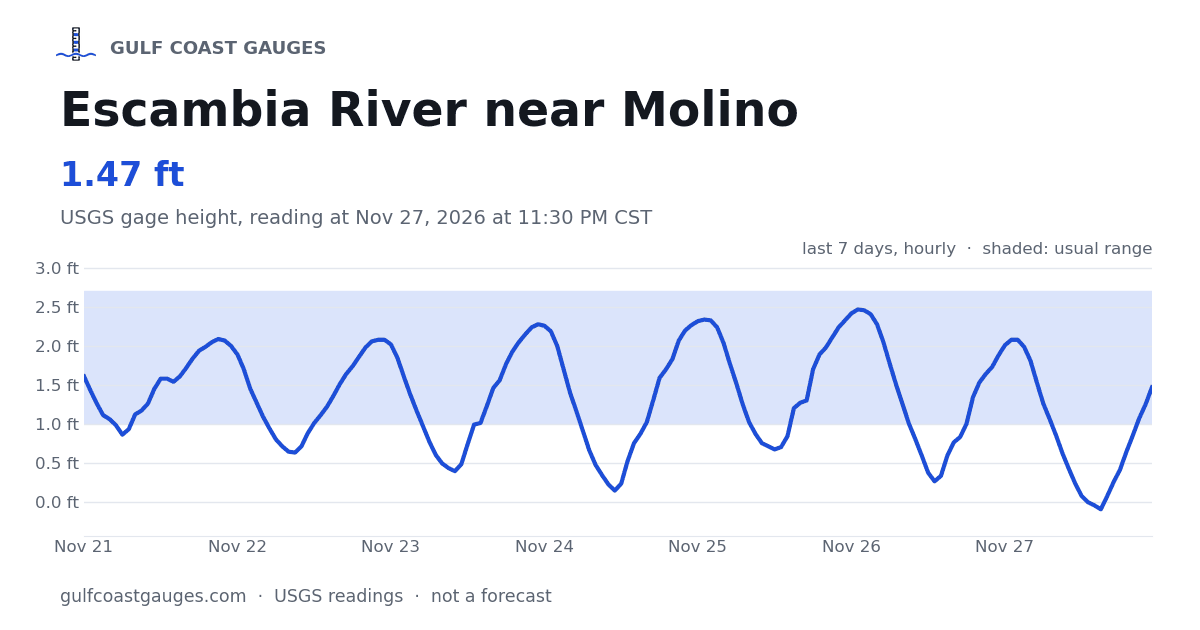 GULF COAST GAUGES
Escambia River near Molino
1.47 ft
USGS gage height, reading at Nov 27, 2026 at 11:30 PM CST
last 7 days, hourly · shaded: usual range
3.0 ft
2.5 ft
2.0 ft
1.5 ft
1.0 ft
0.5 ft
0.0 ft
Nov 21 Nov 22 Nov 23 Nov 24 Nov 25 Nov 26 Nov 27
gulfcoastgauges.com · USGS readings · not a forecast